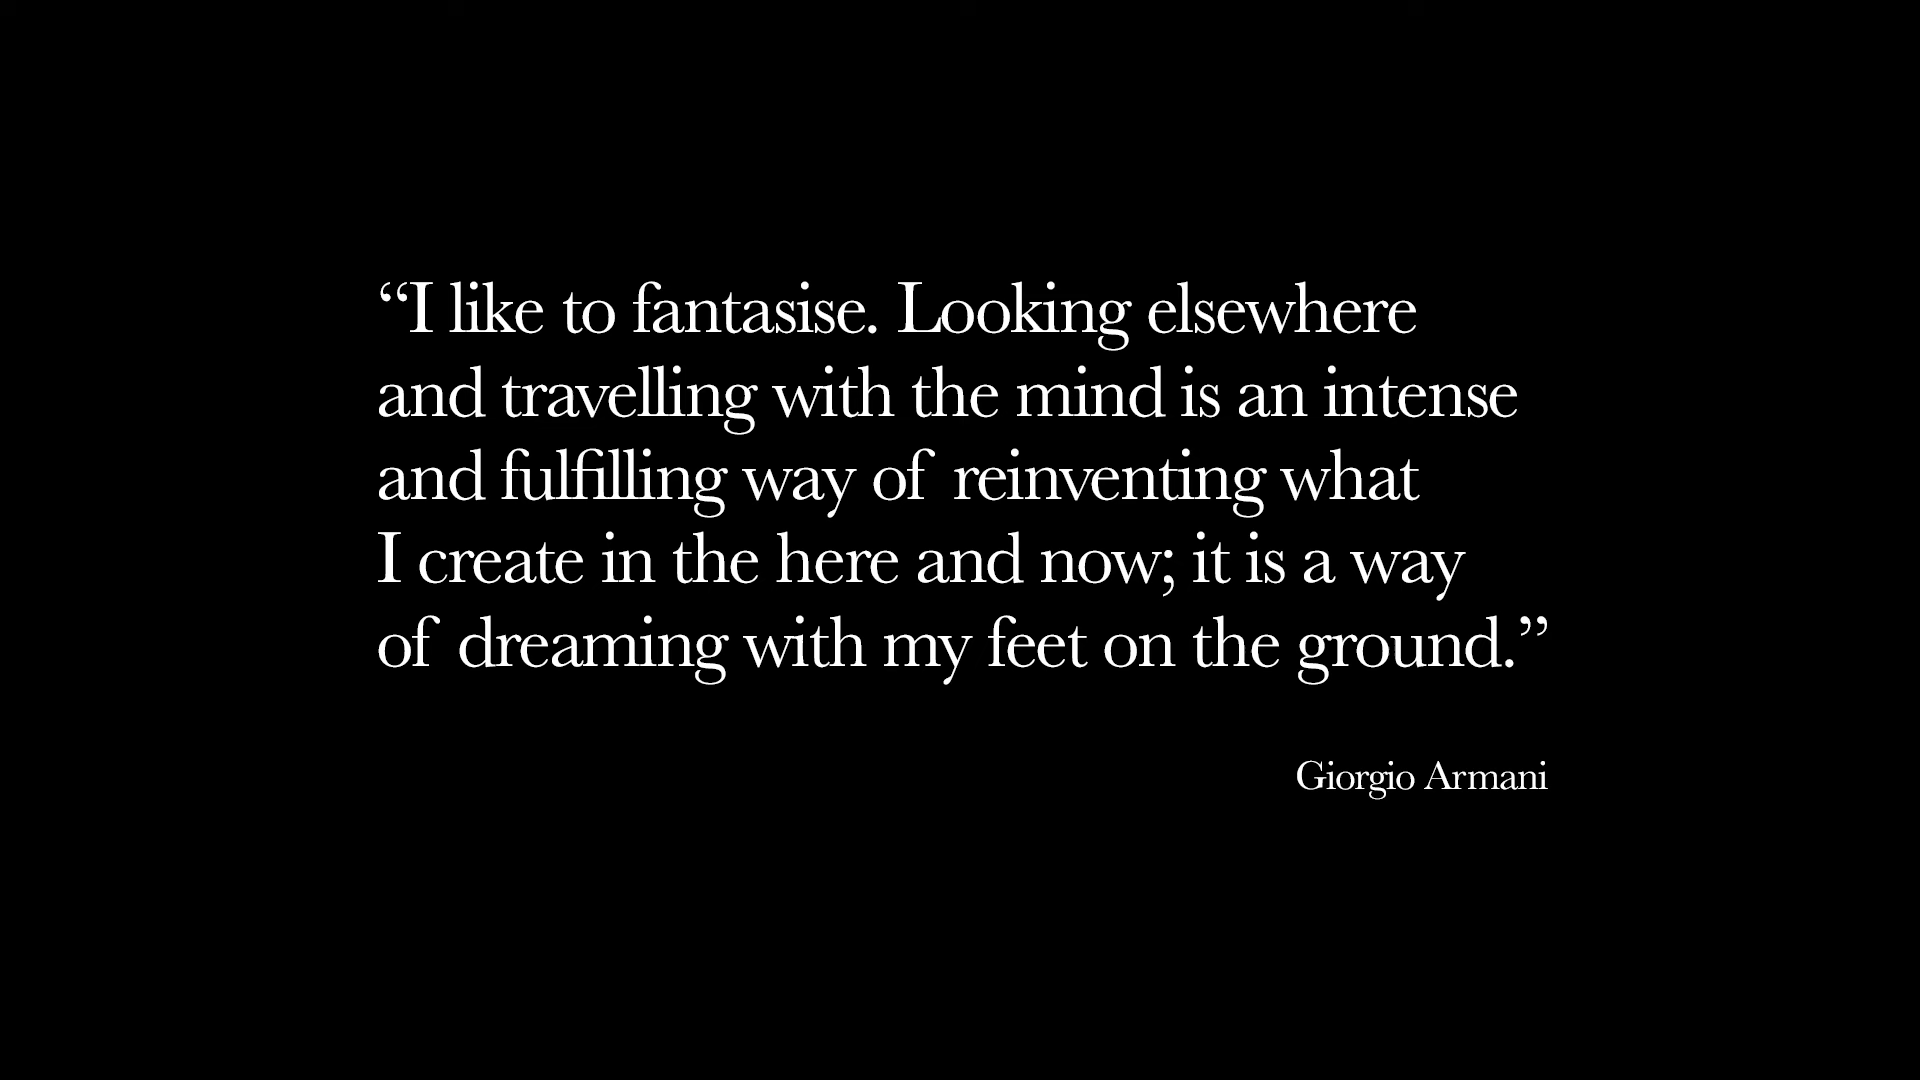 “I like to fantasise. Looking elsewhere
and travelling with the mind is an intense
and fulfilling way of reinventing what
I create in the here and now; it is a way
of dreaming with my feet on the ground.”
Giorgio Armani